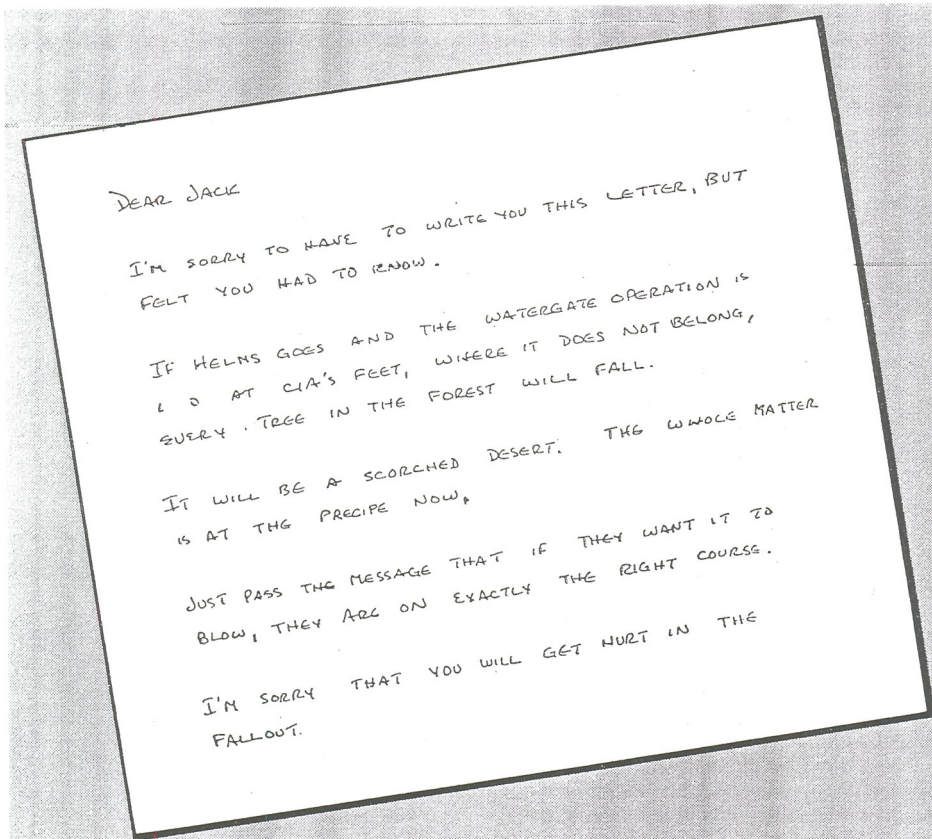 DEAR JACK
I'M SORRY TO HAVE TO WRITE YOU THIS LETTER, BUT
FELT YOU HAD TO KNOW.
IF HELMS GOES AND THE WATERGATE OPERATION IS
AT CIA'S FEET, WHERE IT DOES NOT BELONG,
EVERY TREE IN THE FOREST WILL FALL.
IT WILL BE A SCORCHED DESERT. THE WHOLE MATTER
IS AT THE PRECIPE NOW.
JUST PASS THE MESSAGE THAT IF THEY WANT IT TO
BLOW, THEY ARE ON EXACTLY THE RIGHT COURSE.
I'M SORRY THAT YOU WILL GET HURT IN THE
FALLOUT.